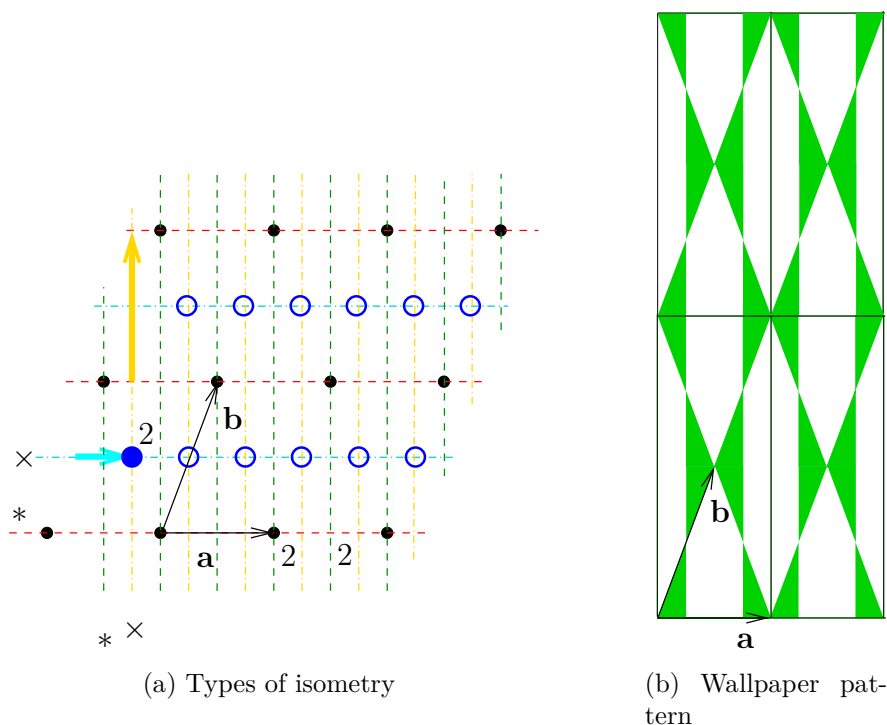 2
b
×
*
a
2
2
*
×
(a) Types of isometry
b
a
(b) Wallpaper pat-
tern